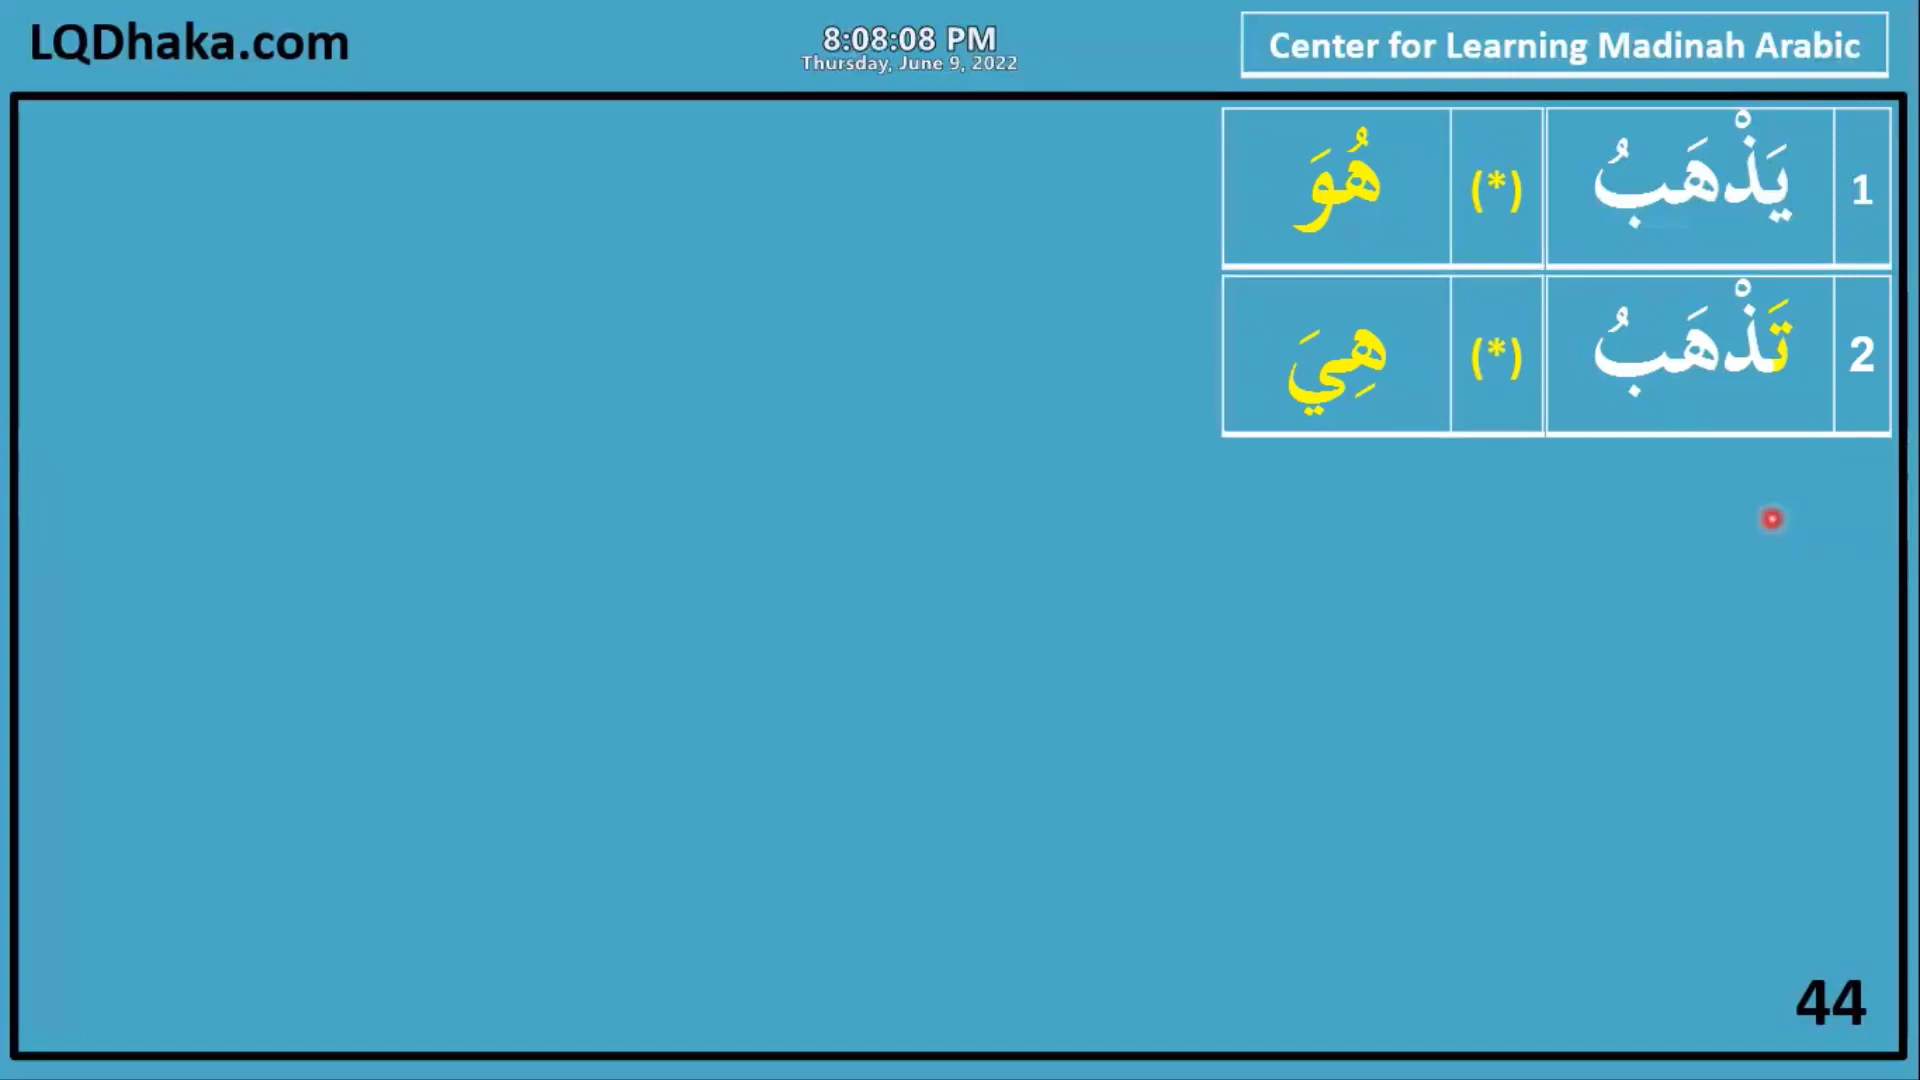 LQDhaka.com
8:08:08 PM
Thursday, June 9, 2022
Center for Learning Madinah Arabic
1 يَذْهَبُ (*) هُوَ
2 تَذْهَبُ (*) هِيَ
44